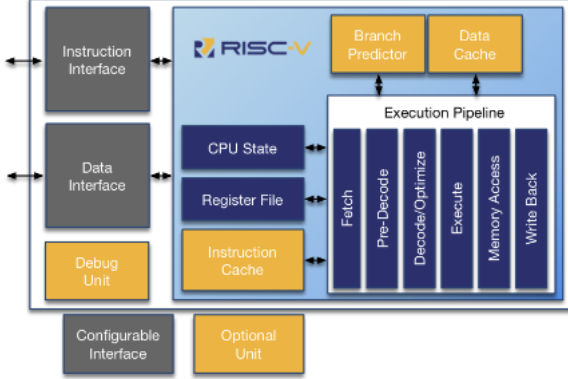 Instruction
Interface
RISC-V
Branch
Predictor
Data
Cache
Execution Pipeline
Data
Interface
CPU State
Register File
Instruction
Cache
Fetch
Pre-Decode
Decode/Optimize
Execute
Memory Access
Write Back
Debug
Unit
Configurable
Interface
Optional
Unit